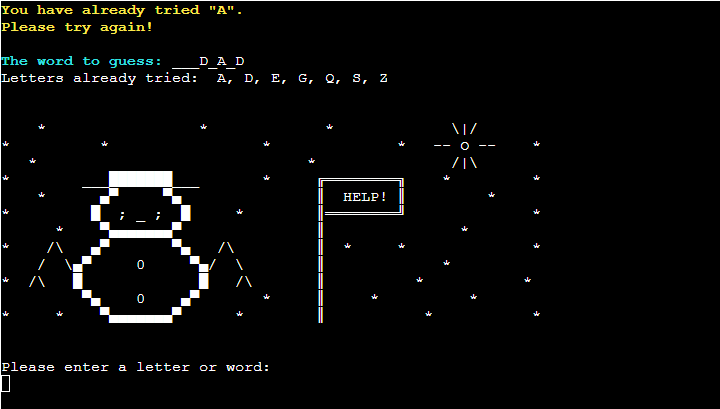 You have already tried "A".
Please try again!
The word to guess: ___D_A_D
Letters already tried:  A, D, E, G, Q, S, Z
HELP!
Please enter a letter or word: